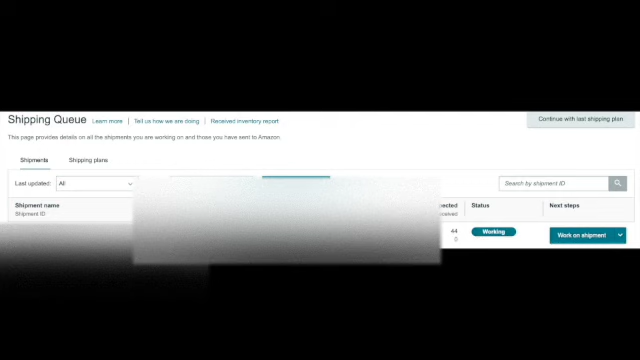 Shipping Queue Learn more | Tell us how we are doing | Received inventory report
Continue with last shipping plan
This page provides details on all the shipments you are working on and those you have sent to Amazon.
Shipments Shipping plans
Last updated: All Search by shipment ID
Shipment name Status Next steps
Shipment ID
44 Working Work on shipment
0